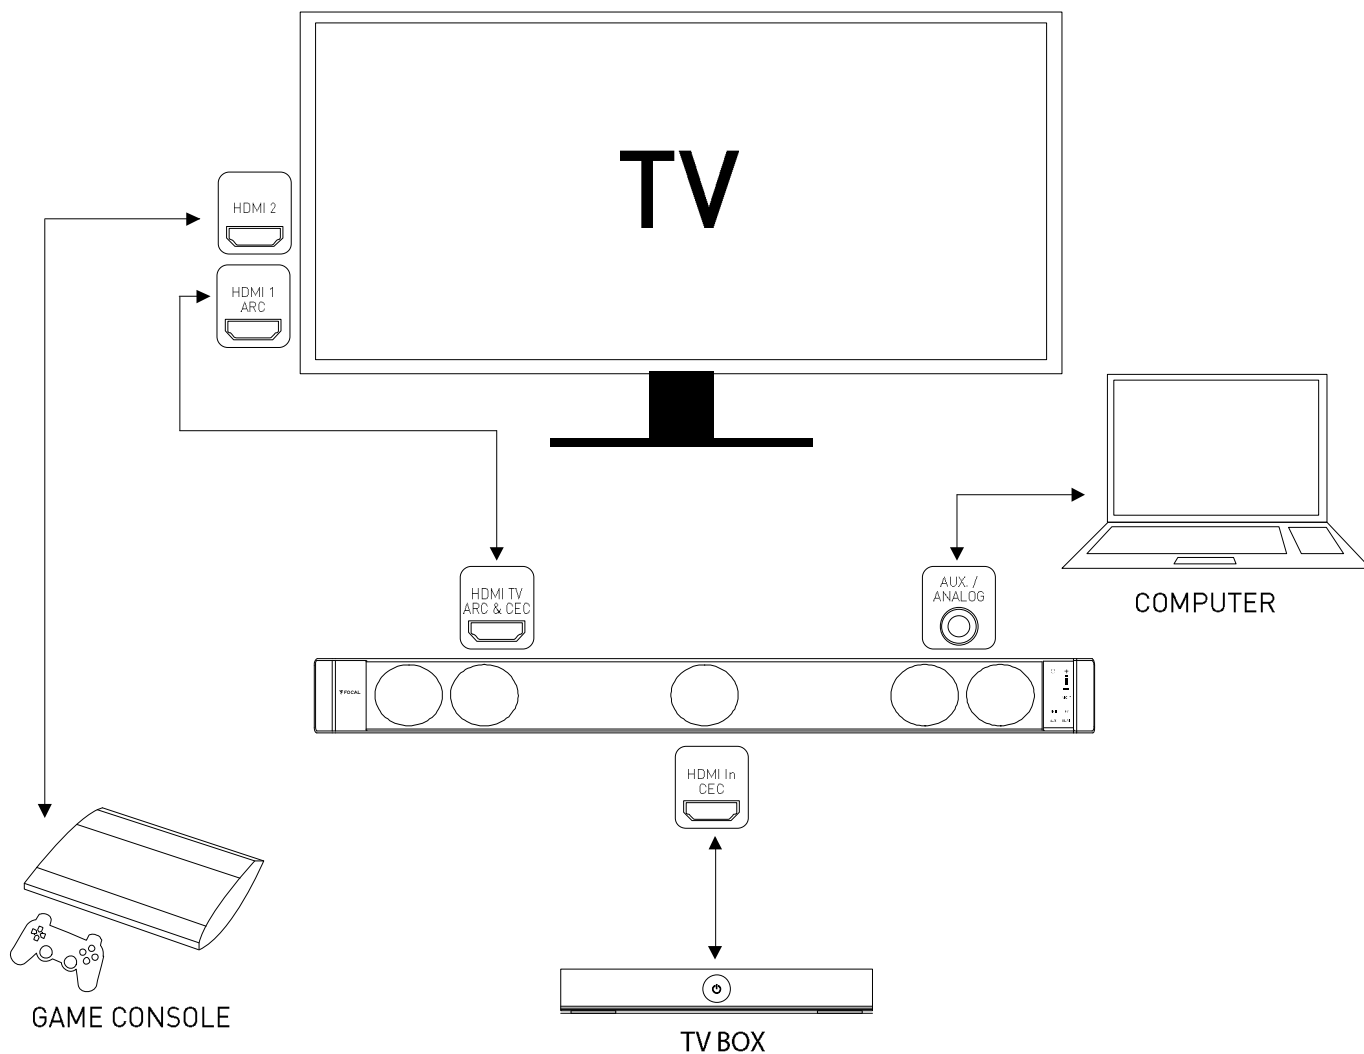 TV
HDMI 2
HDMI 1
ARC
HDMI TV
ARC & CEC
AUX. /
ANALOG
COMPUTER
FOCAL
HDMI In
CEC
GAME CONSOLE
TV BOX